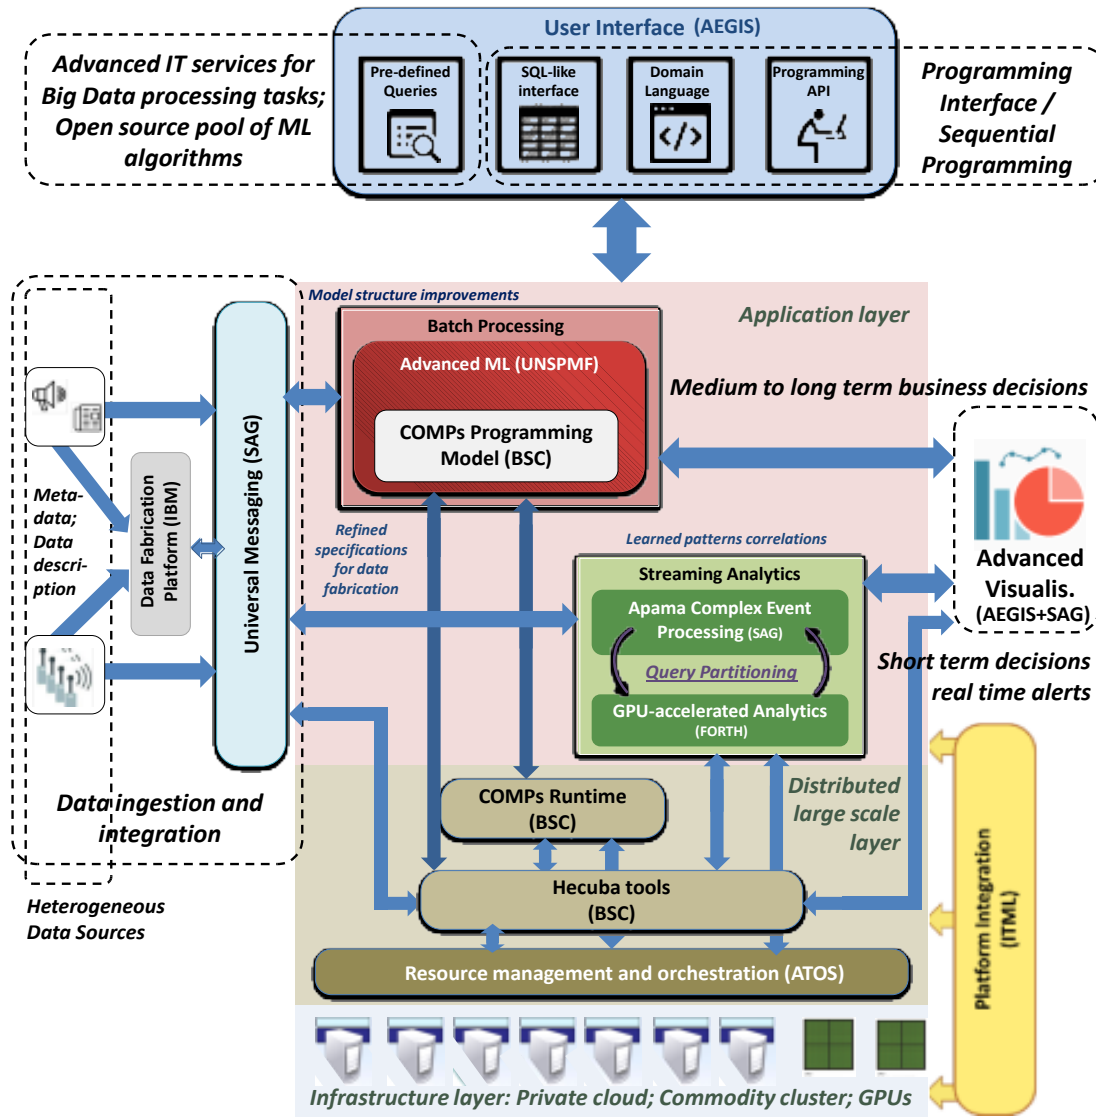 User Interface (AEGIS)
Advanced IT services for
Big Data processing tasks;
Open source pool of ML
algorithms
Pre-defined
Queries
SQL-like
interface
Domain
Language
Programming
API
Programming
Interface /
Sequential
Programming
Model structure improvements
Application layer
Batch Processing
Advanced ML (UNSPMF)
COMPs Programming
Model (BSC)
Medium to long term business decisions
Universal Messaging (SAG)
Data Fabrication
Platform (IBM)
Meta-
data;
Data
descri-
ption
Refined
specifications
for data
fabrication
Learned patterns correlations
Streaming Analytics
Apama Complex Event
Processing (SAG)
Query Partitioning
GPU-accelerated Analytics
(FORTH)
Advanced
Visualis.
(AEGIS+SAG)
Short term decisions
real time alerts
Data ingestion and
integration
COMPs Runtime
(BSC)
Distributed
large scale
layer
Hecuba tools
(BSC)
Heterogeneous
Data Sources
Resource management and orchestration (ATOS)
Platform Integration
(ITML)
Infrastructure layer: Private cloud; Commodity cluster; GPUs